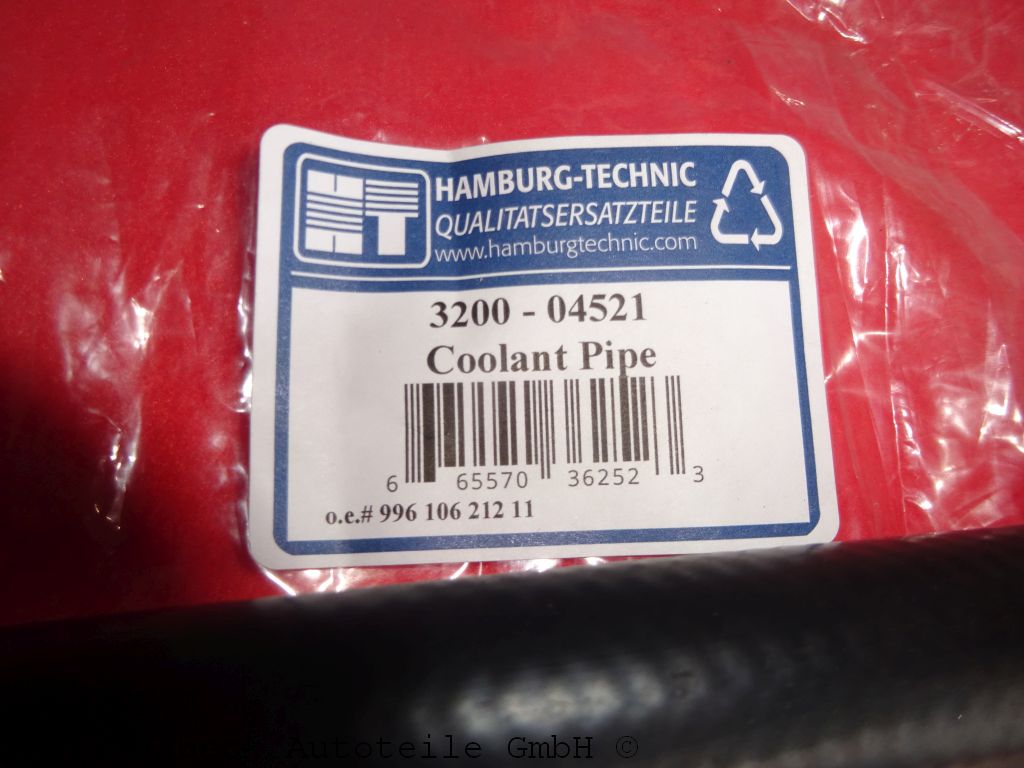 HT
HAMBURG-TECHNIC
QUALITATSERSATZTEILE
www.hamburgtechnic.com
3200 - 04521
Coolant Pipe
6 65570 36252 3
o.e.# 996 106 212 11
Autoteile GmbH ©